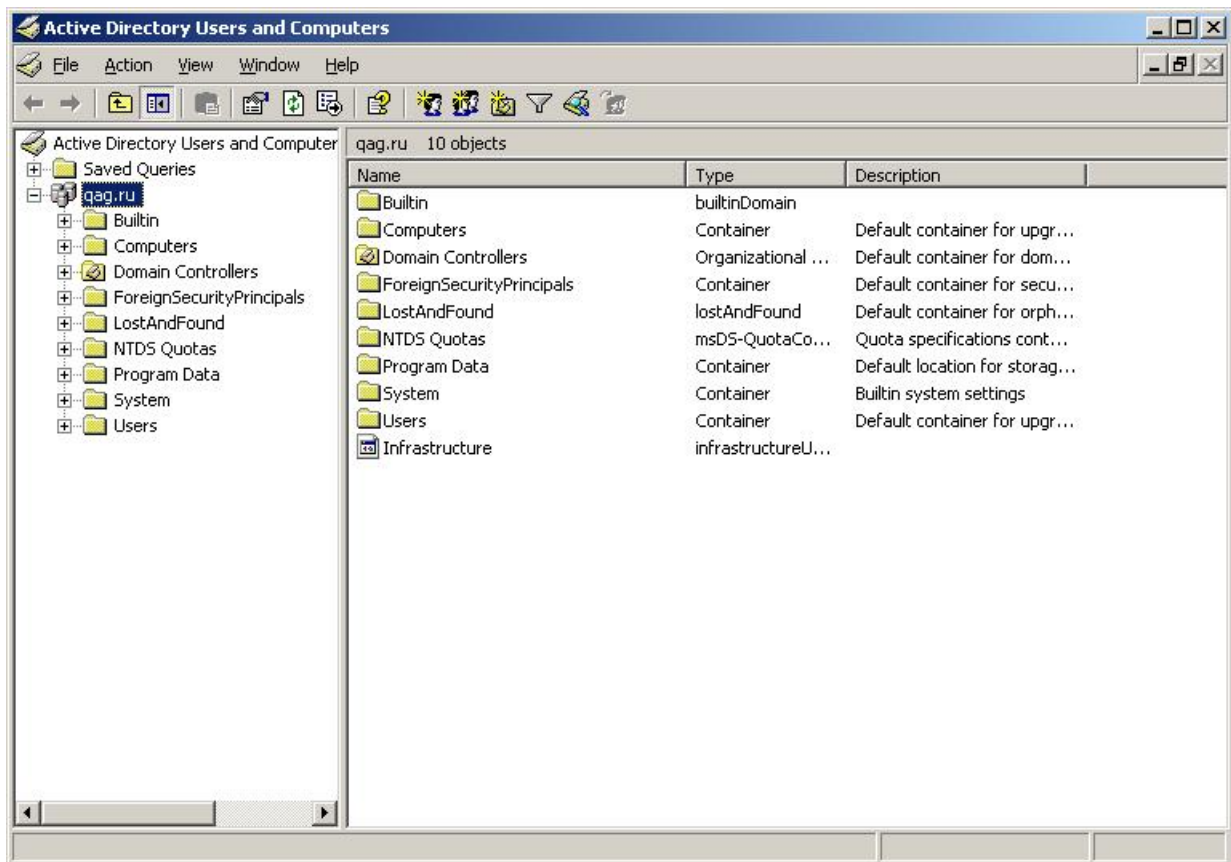 Active Directory Users and Computers
File Action View Window Help
Active Directory Users and Computer
Saved Queries
qag.ru
Builtin
Computers
Domain Controllers
ForeignSecurityPrincipals
LostAndFound
NTDS Quotas
Program Data
System
Users
qag.ru 10 objects
Name Type Description
Builtin builtinDomain
Computers Container Default container for upgr...
Domain Controllers Organizational ... Default container for dom...
ForeignSecurityPrincipals Container Default container for secu...
LostAndFound lostAndFound Default container for orph...
NTDS Quotas msDS-QuotaCo... Quota specifications cont...
Program Data Container Default location for storag...
System Container Builtin system settings
Users Container Default container for upgr...
Infrastructure infrastructureU...